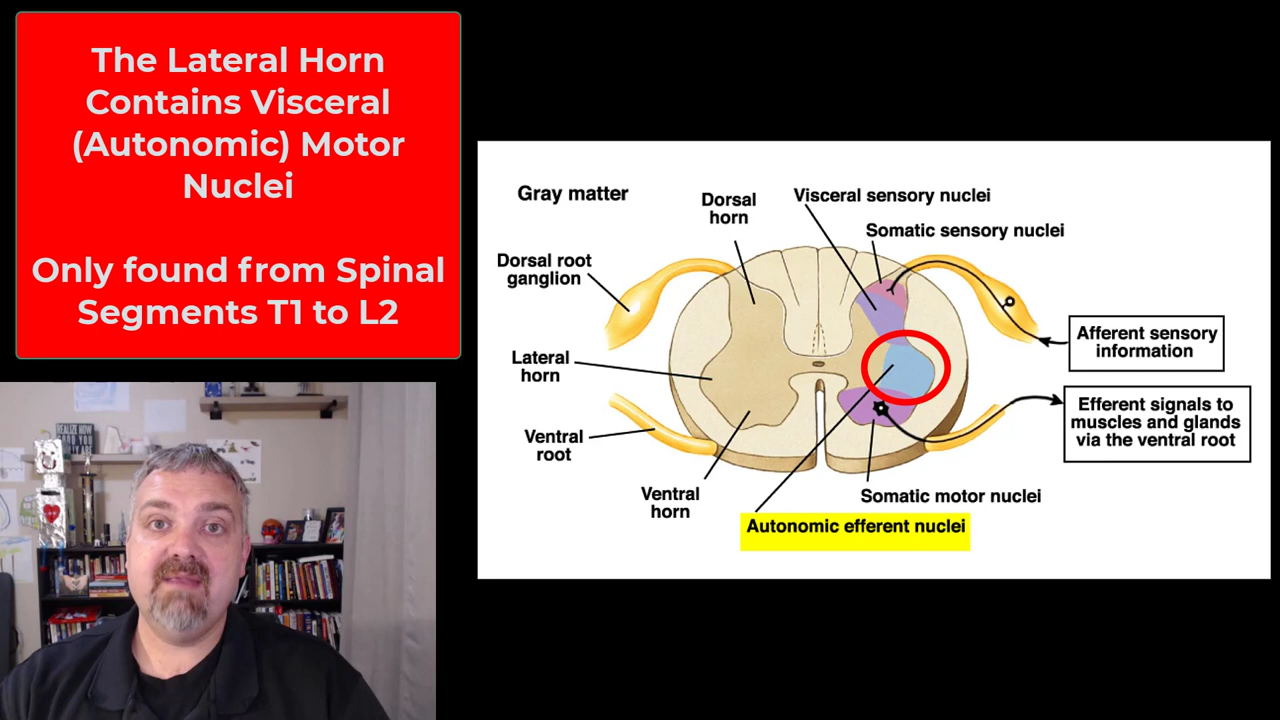 The Lateral Horn
Contains Visceral
(Autonomic) Motor
Nuclei
Only found from Spinal
Segments T1 to L2
Gray matter
Dorsal
horn
Visceral sensory nuclei
Somatic sensory nuclei
Dorsal root
ganglion
Afferent sensory
information
Lateral
horn
Efferent signals to
muscles and glands
via the ventral root
Ventral
root
Ventral
horn
Somatic motor nuclei
Autonomic efferent nuclei